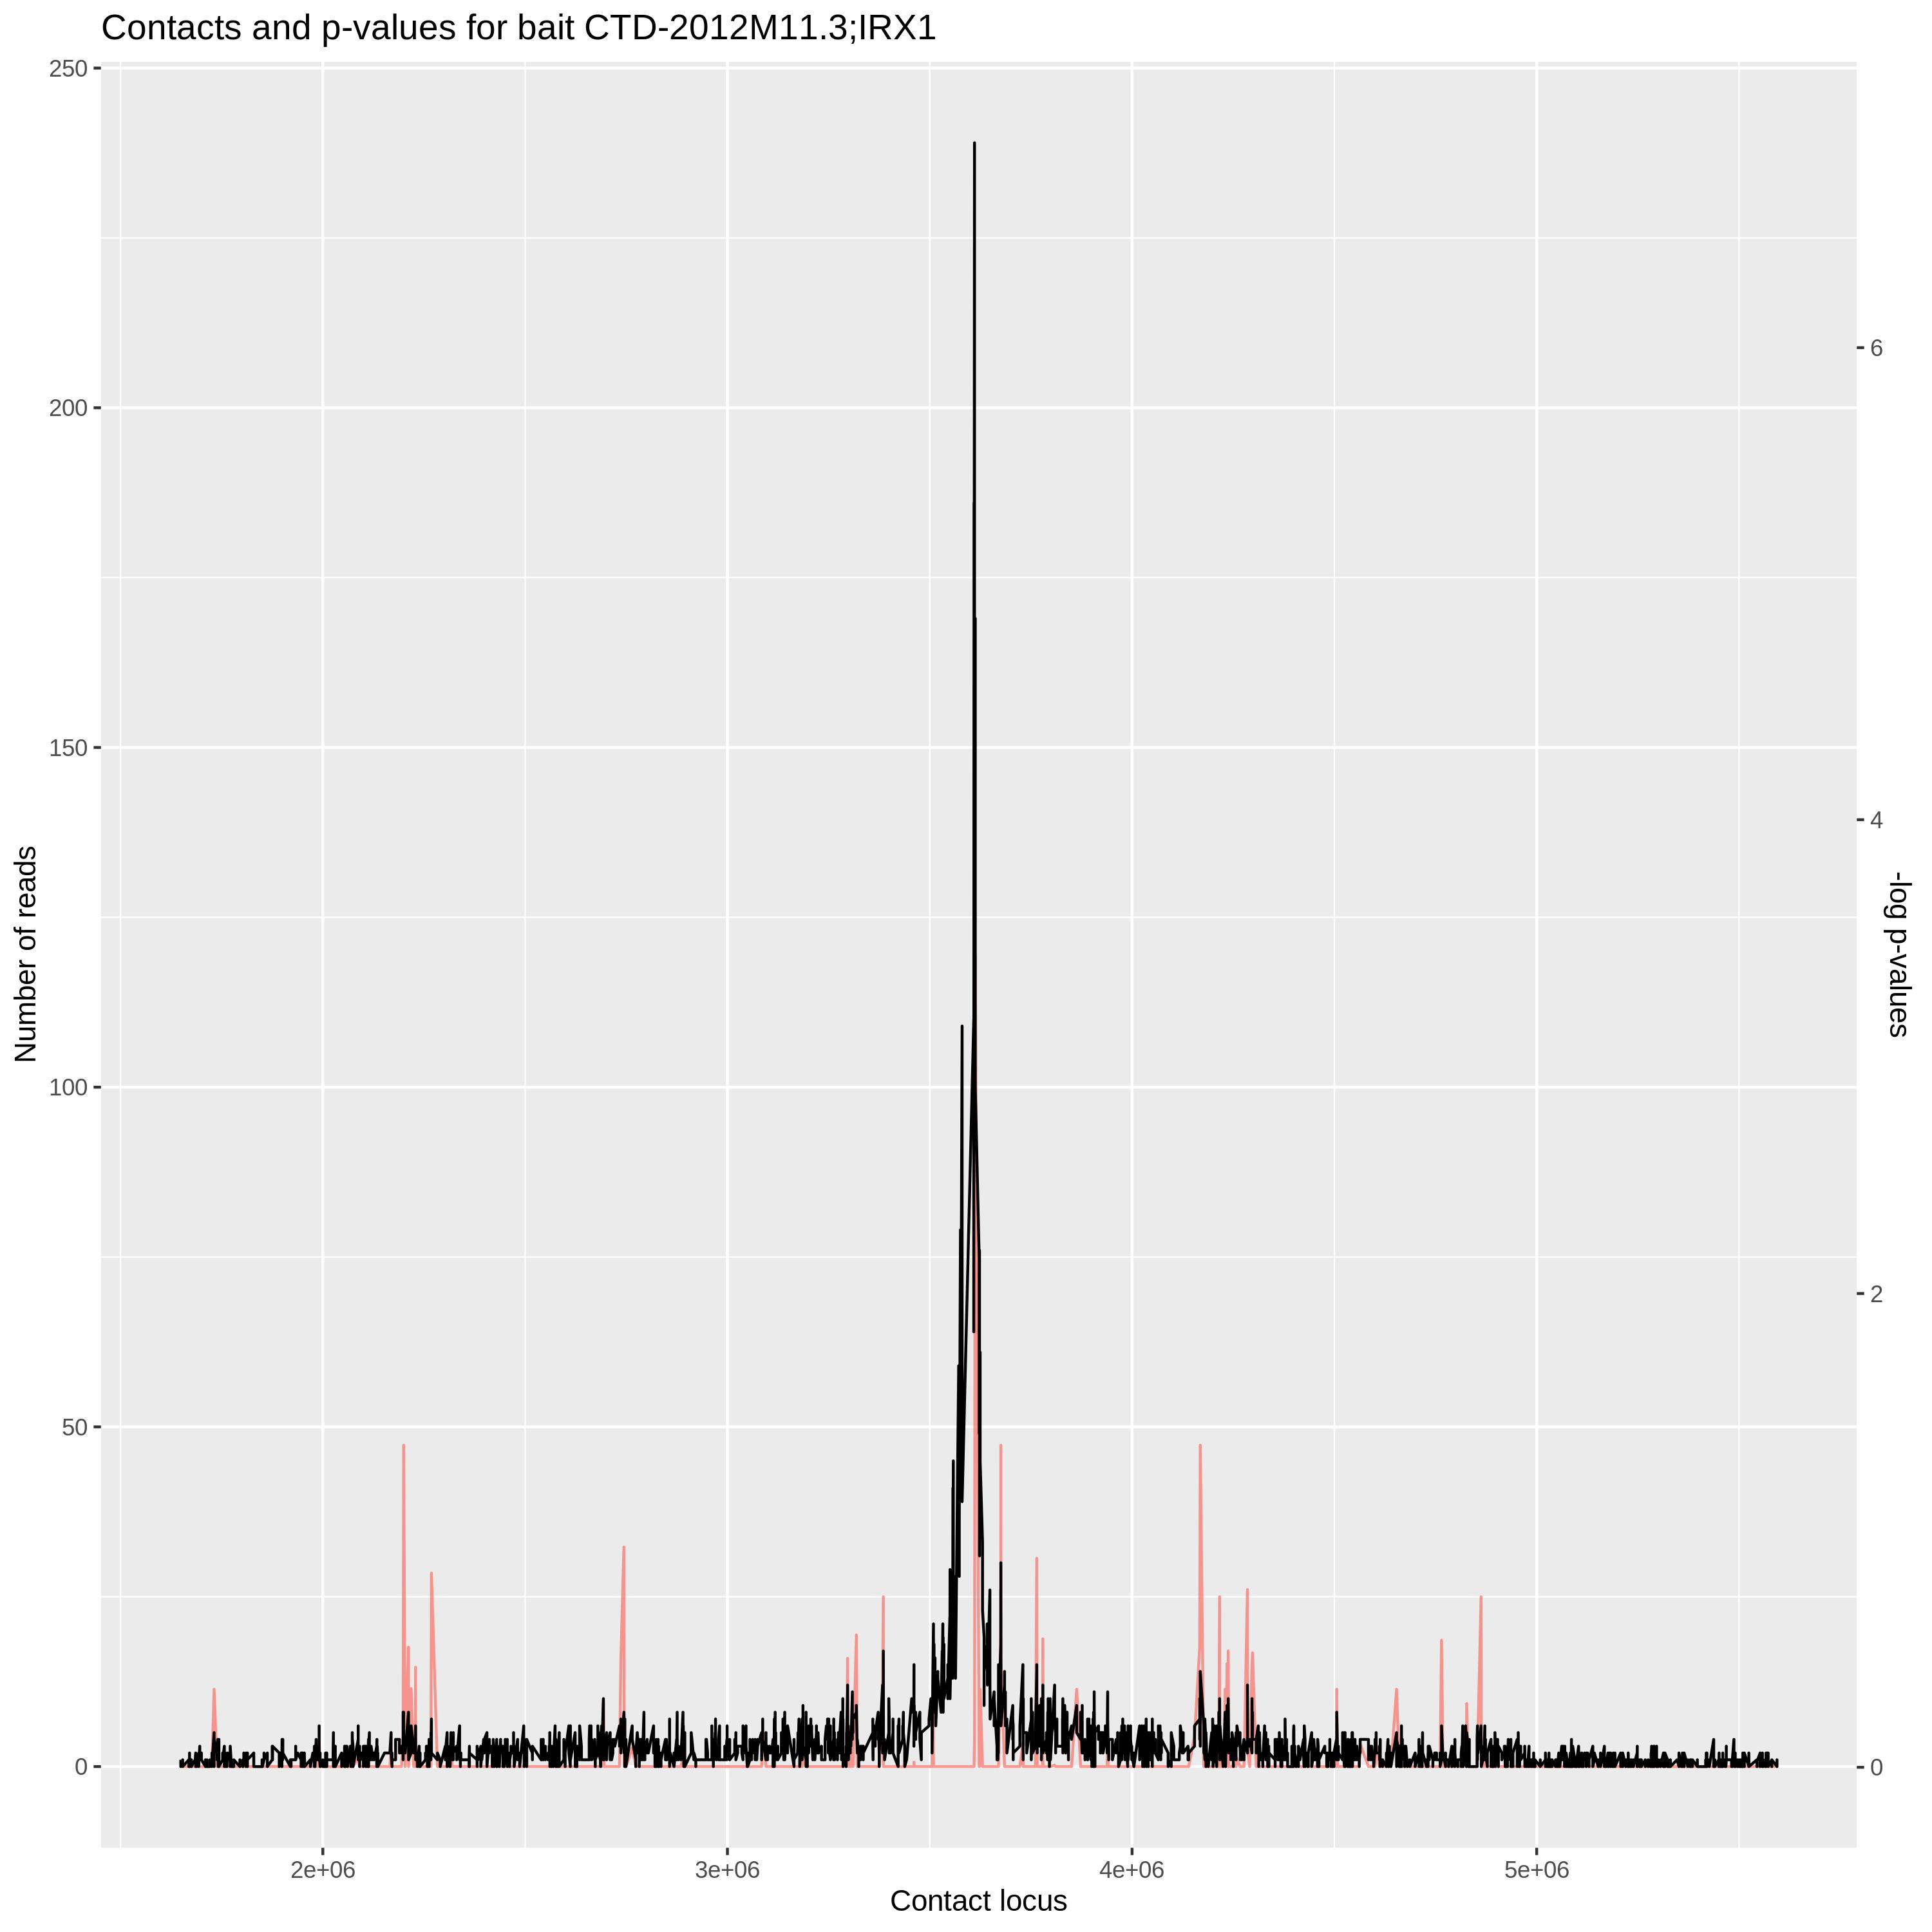 Contacts and p-values for bait CTD-2012M11.3;IRX1
250
200
150
100
50
0
Number of reads
6
4
2
0
-log p-values
2e+06 3e+06 4e+06 5e+06
Contact locus